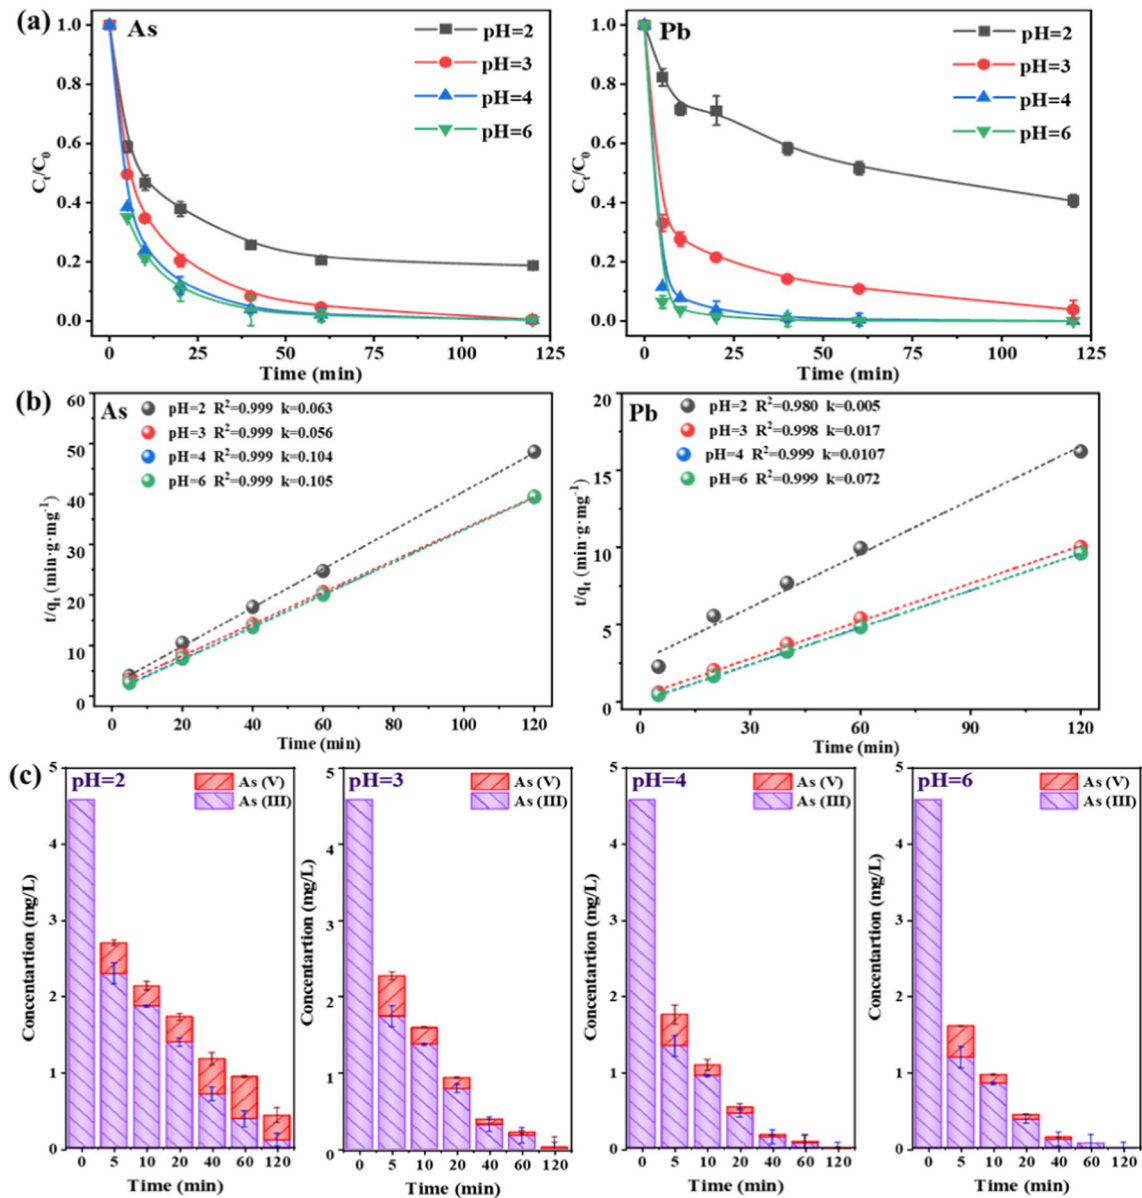 (a)
As
pH=2
pH=3
pH=4
pH=6
1.0
0.8
0.6
0.4
0.2
0.0
Ct/C0
0 25 50 75 100 125
Time (min)
Pb
pH=2
pH=3
pH=4
pH=6
1.0
0.8
0.6
0.4
0.2
0.0
Ct/C0
0 25 50 75 100 125
Time (min)
(b)
As
pH=2 R²=0.999 k=0.063
pH=3 R²=0.999 k=0.056
pH=4 R²=0.999 k=0.104
pH=6 R²=0.999 k=0.105
60
50
40
30
20
10
0
t/qt (min·g·mg⁻¹)
0 20 40 60 80 100 120
Time (min)
Pb
pH=2 R²=0.980 k=0.005
pH=3 R²=0.998 k=0.017
pH=4 R²=0.999 k=0.0107
pH=6 R²=0.999 k=0.072
20
15
10
5
0
t/qt (min·g·mg⁻¹)
0 30 60 90 120
Time (min)
(c)
pH=2
As (V)
As (III)
5
4
3
2
1
0
Concentartion (mg/L)
0 5 10 20 40 60 120
Time (min)
pH=3
As (V)
As (III)
5
4
3
2
1
0
Concentartion (mg/L)
0 5 10 20 40 60 120
Time (min)
pH=4
As (V)
As (III)
5
4
3
2
1
0
Concentartion (mg/L)
0 5 10 20 40 60 120
Time (min)
pH=6
As (V)
As (III)
5
4
3
2
1
0
Concentartion (mg/L)
0 5 10 20 40 60 120
Time (min)